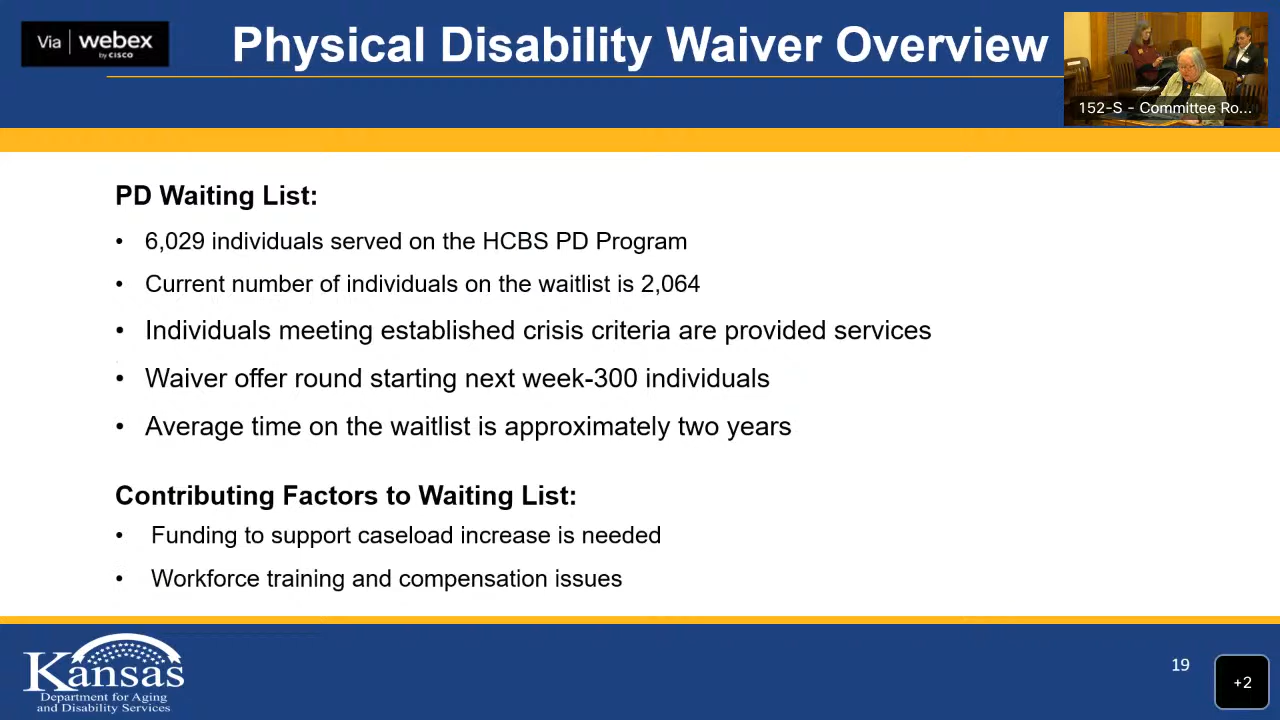 Via webex
by CISCO
Physical Disability Waiver Overview
152-S - Committee Ro...
PD Waiting List:
• 6,029 individuals served on the HCBS PD Program
• Current number of individuals on the waitlist is 2,064
• Individuals meeting established crisis criteria are provided services
• Waiver offer round starting next week-300 individuals
• Average time on the waitlist is approximately two years
Contributing Factors to Waiting List:
• Funding to support caseload increase is needed
• Workforce training and compensation issues
Kansas
Department for Aging
and Disability Services
19
+2